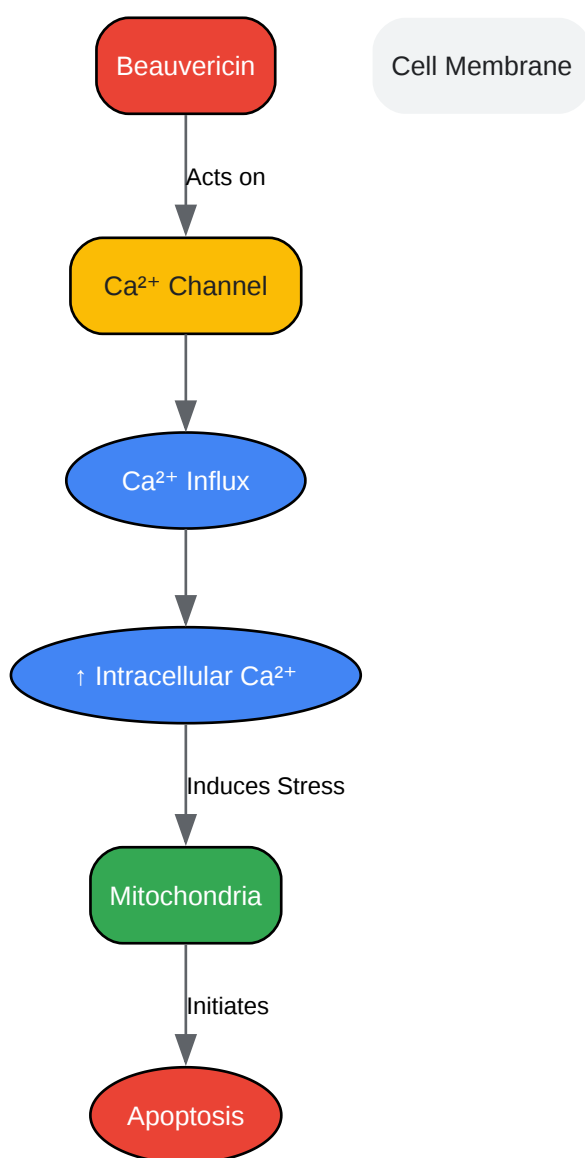 Beauvericin
Cell Membrane
Acts on
Ca²⁺ Channel
Ca²⁺ Influx
↑ Intracellular Ca²⁺
Induces Stress
Mitochondria
Initiates
Apoptosis